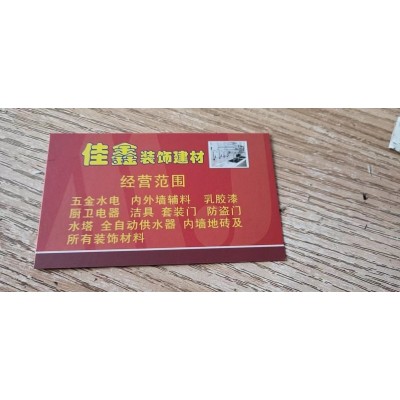 佳鑫装饰建材
经营范围
五金水电 内外墙辅料 乳胶漆
厨卫电器 洁具 套装门 防盗门
水塔 全自动供水器 内墙地砖及
所有装饰材料